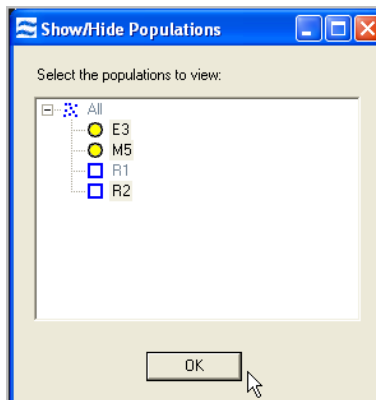 Show/Hide Populations
Select the populations to view:
All
E3
M5
R1
R2
OK